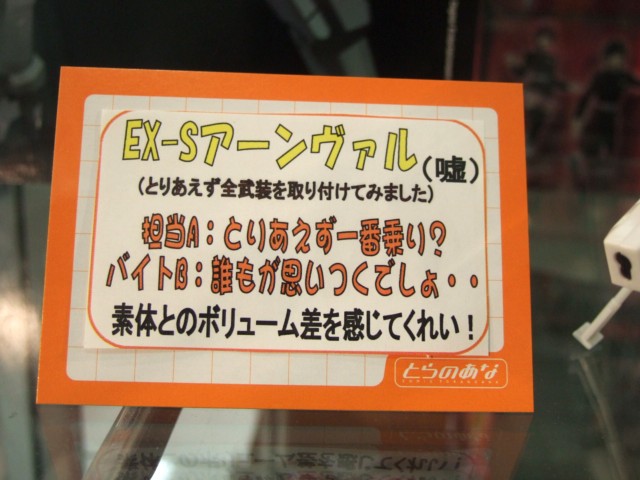 EX-Sアーンヴァル(嘘)
(とりあえず全武装を取り付けてみました)
担当A:とりあえず一番乗り?
バイトB:誰もが思いつくでしょ・・
素体とのボリューム差を感じてくれい!
とらのあな